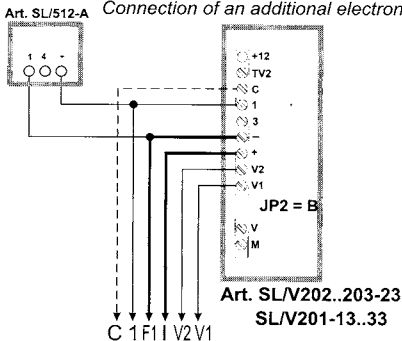 Connection of an additional electron
Art. SL/512-A
1 4 -
+12
TV2
C
1
3
-
+
V2
V1
JP2 = B
V
M
Art. SL/V202..203-23
SL/V201-13..33
C 1 F1 I V2 V1